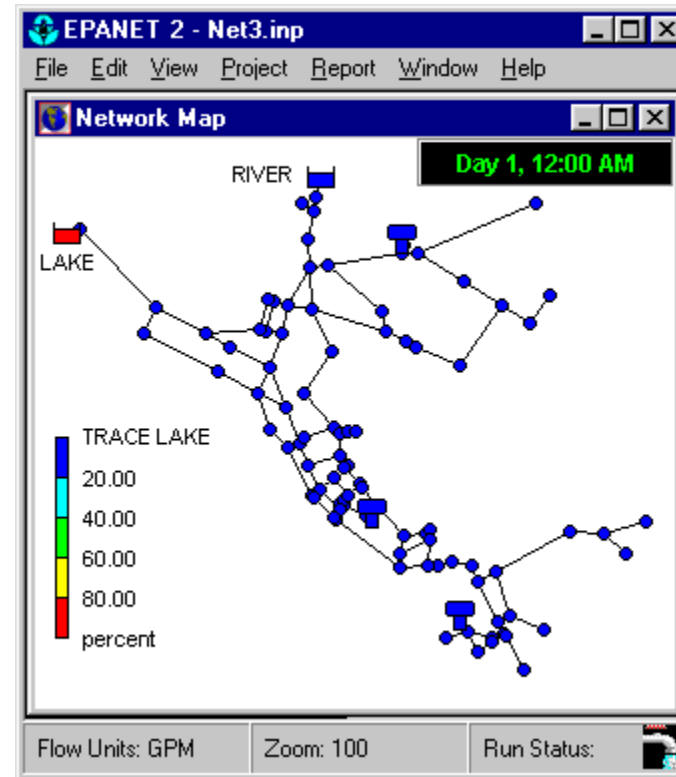 EPANET 2 - Net3.inp
File Edit View Project Report Window Help
Network Map
Day 1, 12:00 AM
RIVER
LAKE
TRACE LAKE
20.00
40.00
60.00
80.00
percent
Flow Units: GPM Zoom: 100 Run Status: